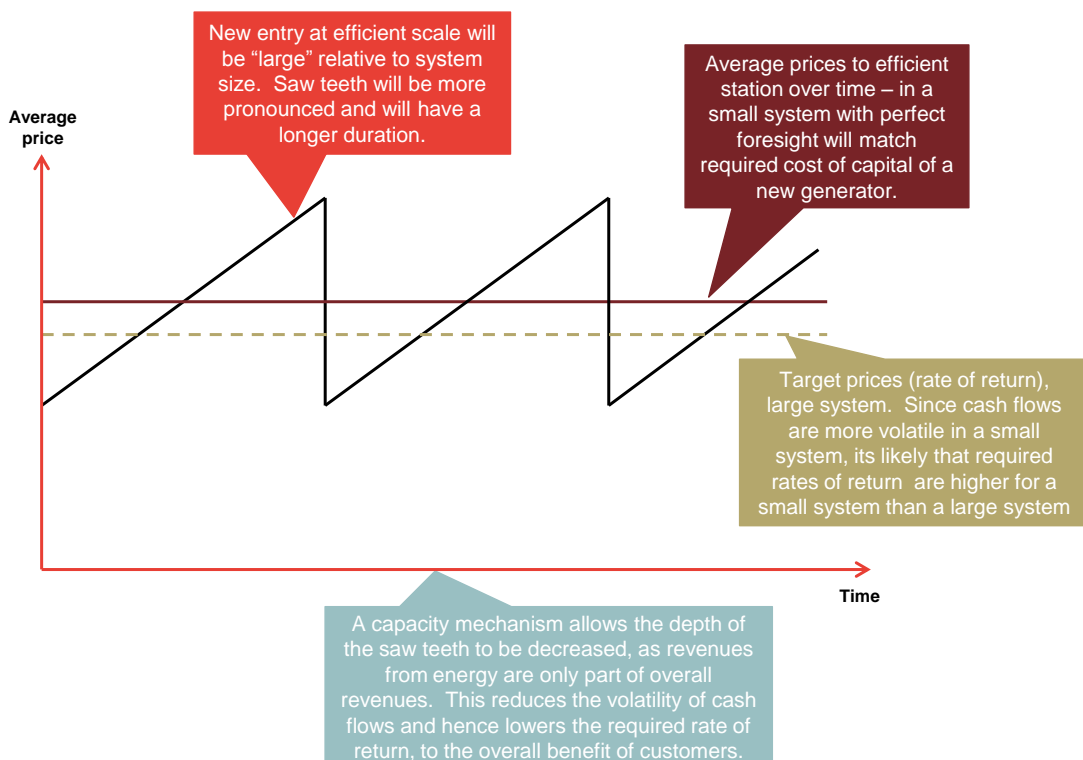 New entry at efficient scale will
be “large” relative to system
size.  Saw teeth will be more
pronounced and will have a
longer duration.
Average prices to efficient
station over time – in a
small system with perfect
foresight will match
required cost of capital of a
new generator.
Average
price
Target prices (rate of return),
large system.  Since cash flows
are more volatile in a small
system, its likely that required
rates of return  are higher for a
small system than a large system
Time
A capacity mechanism allows the depth of
the saw teeth to be decreased, as revenues
from energy are only part of overall
revenues.  This reduces the volatility of cash
flows and hence lowers the required rate of
return, to the overall benefit of customers.